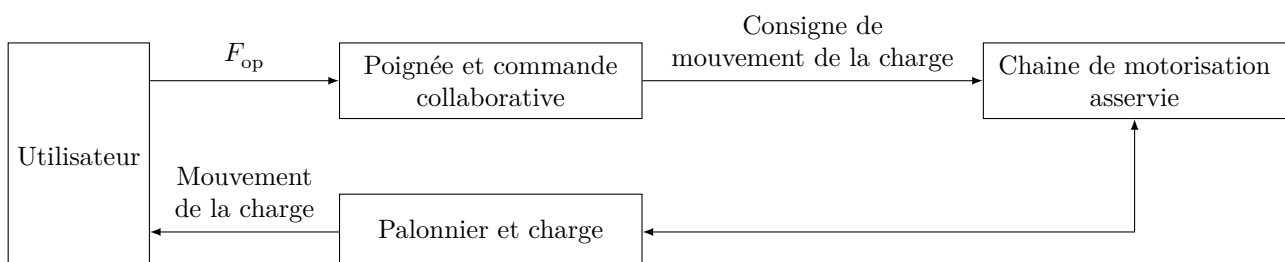 F_op
Consigne de
mouvement de la charge
Poignée et commande
collaborative
Chaine de motorisation
asservie
Utilisateur
Mouvement
de la charge
Palonnier et charge